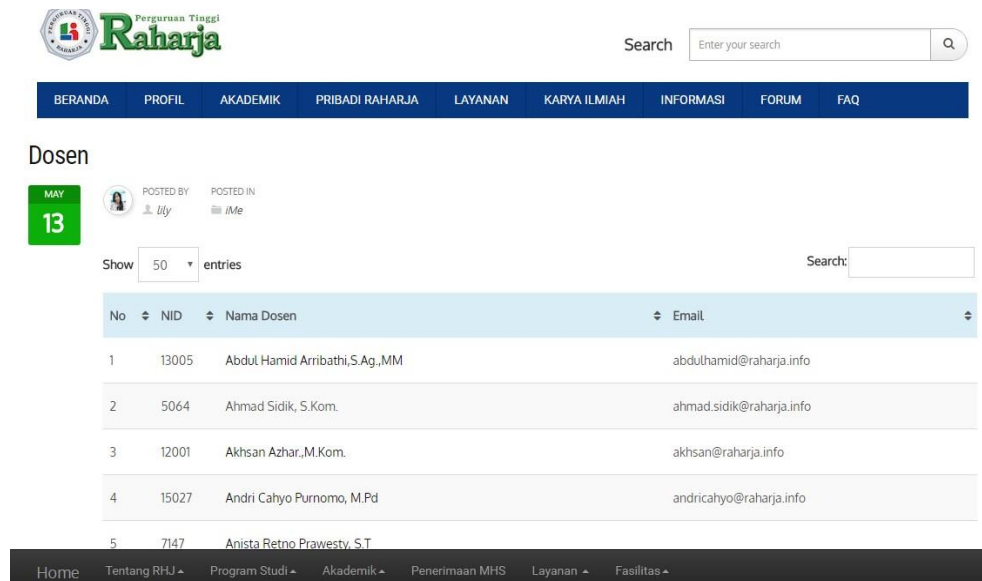 Perguruan Tinggi
Raharja
PERGURUAN TINGGI
RAHARJA
Search Enter your search
BERANDA PROFIL AKADEMIK PRIBADI RAHARJA LAYANAN KARYA ILMIAH INFORMASI FORUM FAQ
Dosen
MAY
13
POSTED BY POSTED IN
lily iMe
Show 50 entries Search:
No NID Nama Dosen Email
1 13005 Abdul Hamid Arribathi,S.Ag.,MM abdulhamid@raharja.info
2 5064 Ahmad Sidik, S.Kom. ahmad.sidik@raharja.info
3 12001 Akhsan Azhar.,M.Kom. akhsan@raharja.info
4 15027 Andri Cahyo Purnomo, M.Pd andricahyo@raharja.info
5 7147 Anista Retno Prawesty, S.T
Home Tentang RHJ Program Studi Akademik Penerimaan MHS Layanan Fasilitas